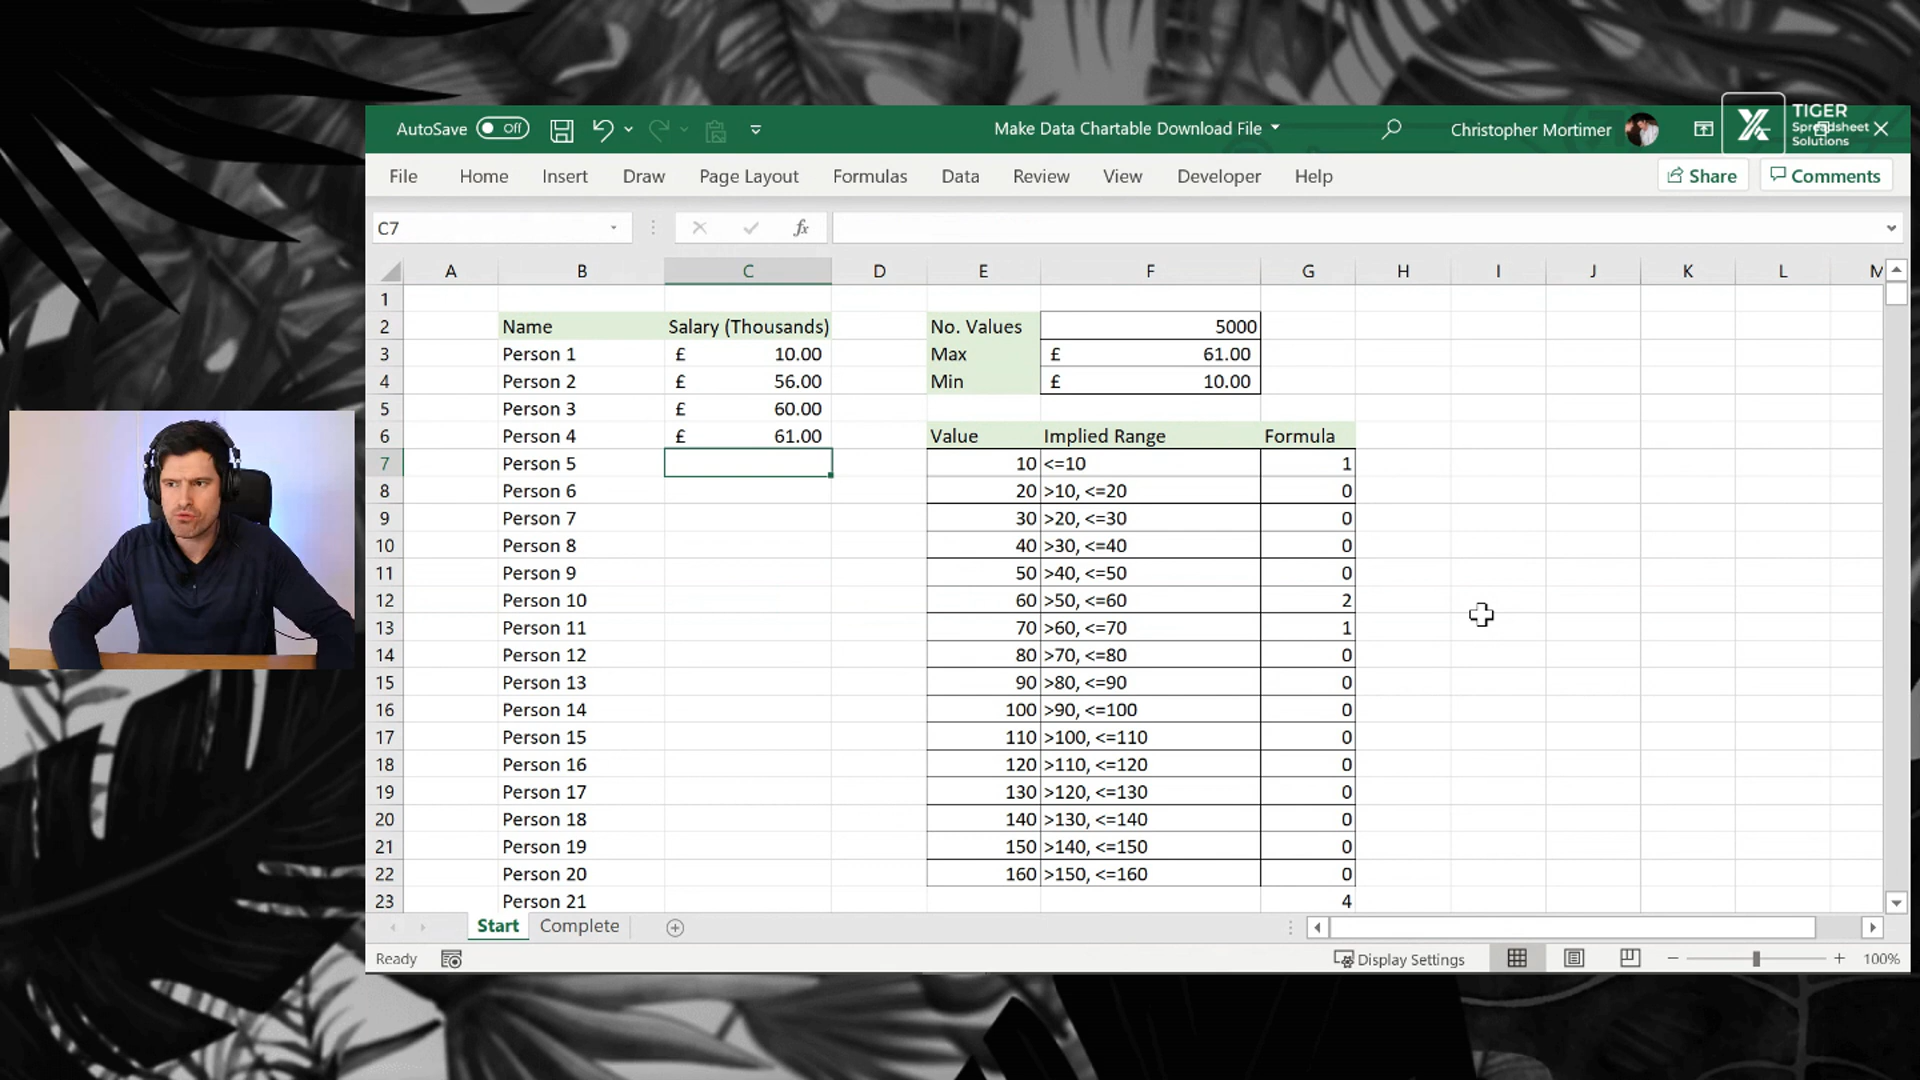 AutoSave Off Make Data Chartable Download File Christopher Mortimer
TIGER
Spreadsheet
Solutions
File Home Insert Draw Page Layout Formulas Data Review View Developer Help Share Comments
C7 fx
A B C D E F G H I J K L M
1
2 Name Salary (Thousands) No. Values 5000
3 Person 1 £ 10.00 Max £ 61.00
4 Person 2 £ 56.00 Min £ 10.00
5 Person 3 £ 60.00
6 Person 4 £ 61.00 Value Implied Range Formula
7 Person 5 10 <=10 1
8 Person 6 20 >10, <=20 0
9 Person 7 30 >20, <=30 0
10 Person 8 40 >30, <=40 0
11 Person 9 50 >40, <=50 0
12 Person 10 60 >50, <=60 2
13 Person 11 70 >60, <=70 1
14 Person 12 80 >70, <=80 0
15 Person 13 90 >80, <=90 0
16 Person 14 100 >90, <=100 0
17 Person 15 110 >100, <=110 0
18 Person 16 120 >110, <=120 0
19 Person 17 130 >120, <=130 0
20 Person 18 140 >130, <=140 0
21 Person 19 150 >140, <=150 0
22 Person 20 160 >150, <=160 0
23 Person 21 4
Start Complete
Ready Display Settings 100%